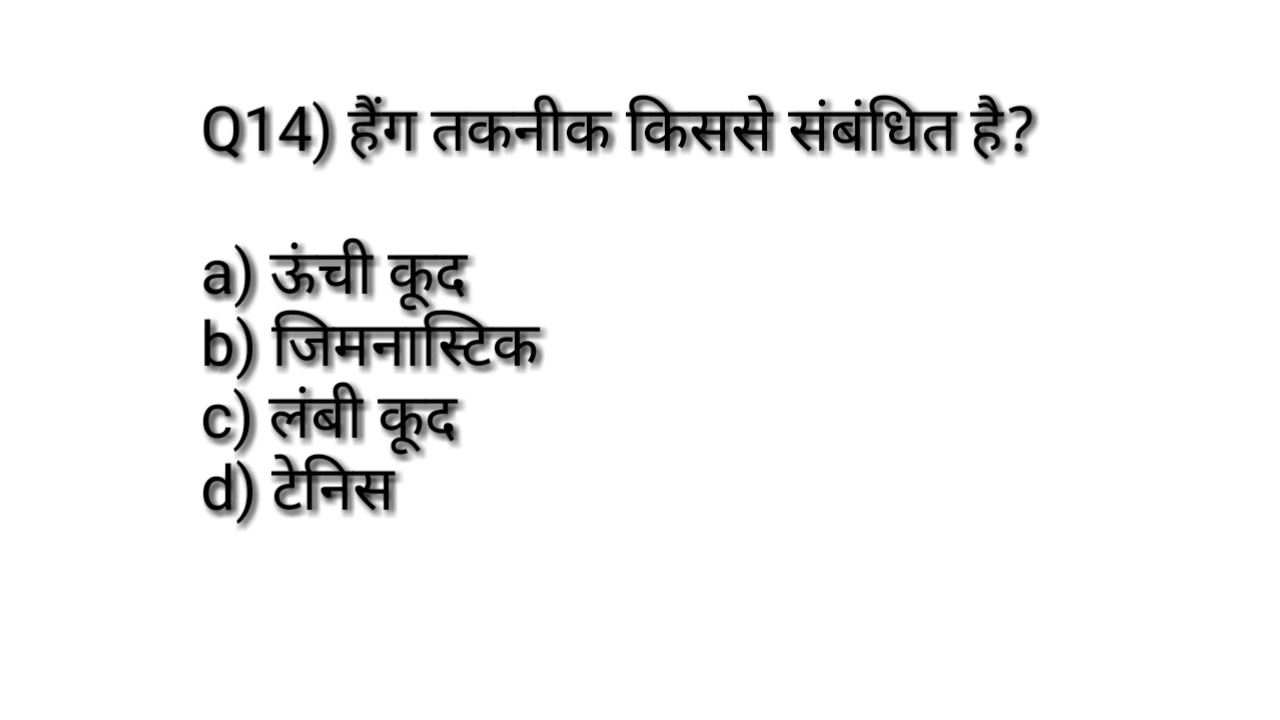 Q14) हैंग तकनीक किससे संबंधित है?
a) ऊंची कूद
b) जिमनास्टिक
c) लंबी कूद
d) टेनिस